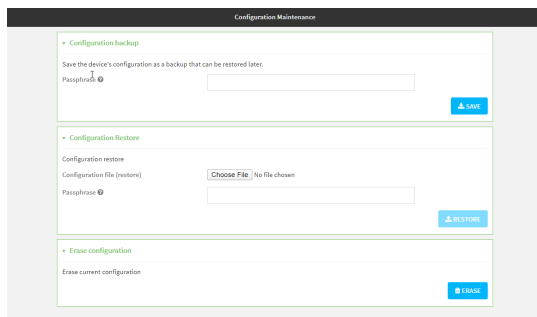 Configuration Maintenance
Configuration backup
Save the device's configuration as a backup that can be restored later.
Passphrase
SAVE
Configuration Restore
Configuration restore
Configuration file (restore) Choose File No file chosen
Passphrase
RESTORE
Erase configuration
Erase current configuration
ERASE